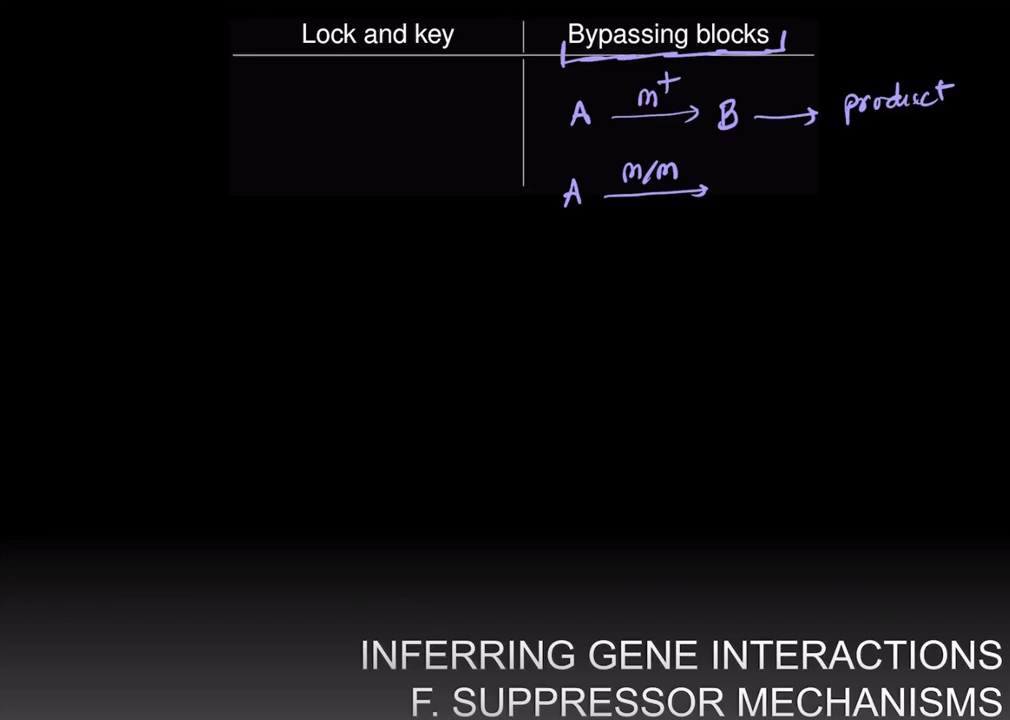 Lock and key Bypassing blocks
A m+ → B → product
A m/m →
INFERRING GENE INTERACTIONS
F. SUPPRESSOR MECHANISMS